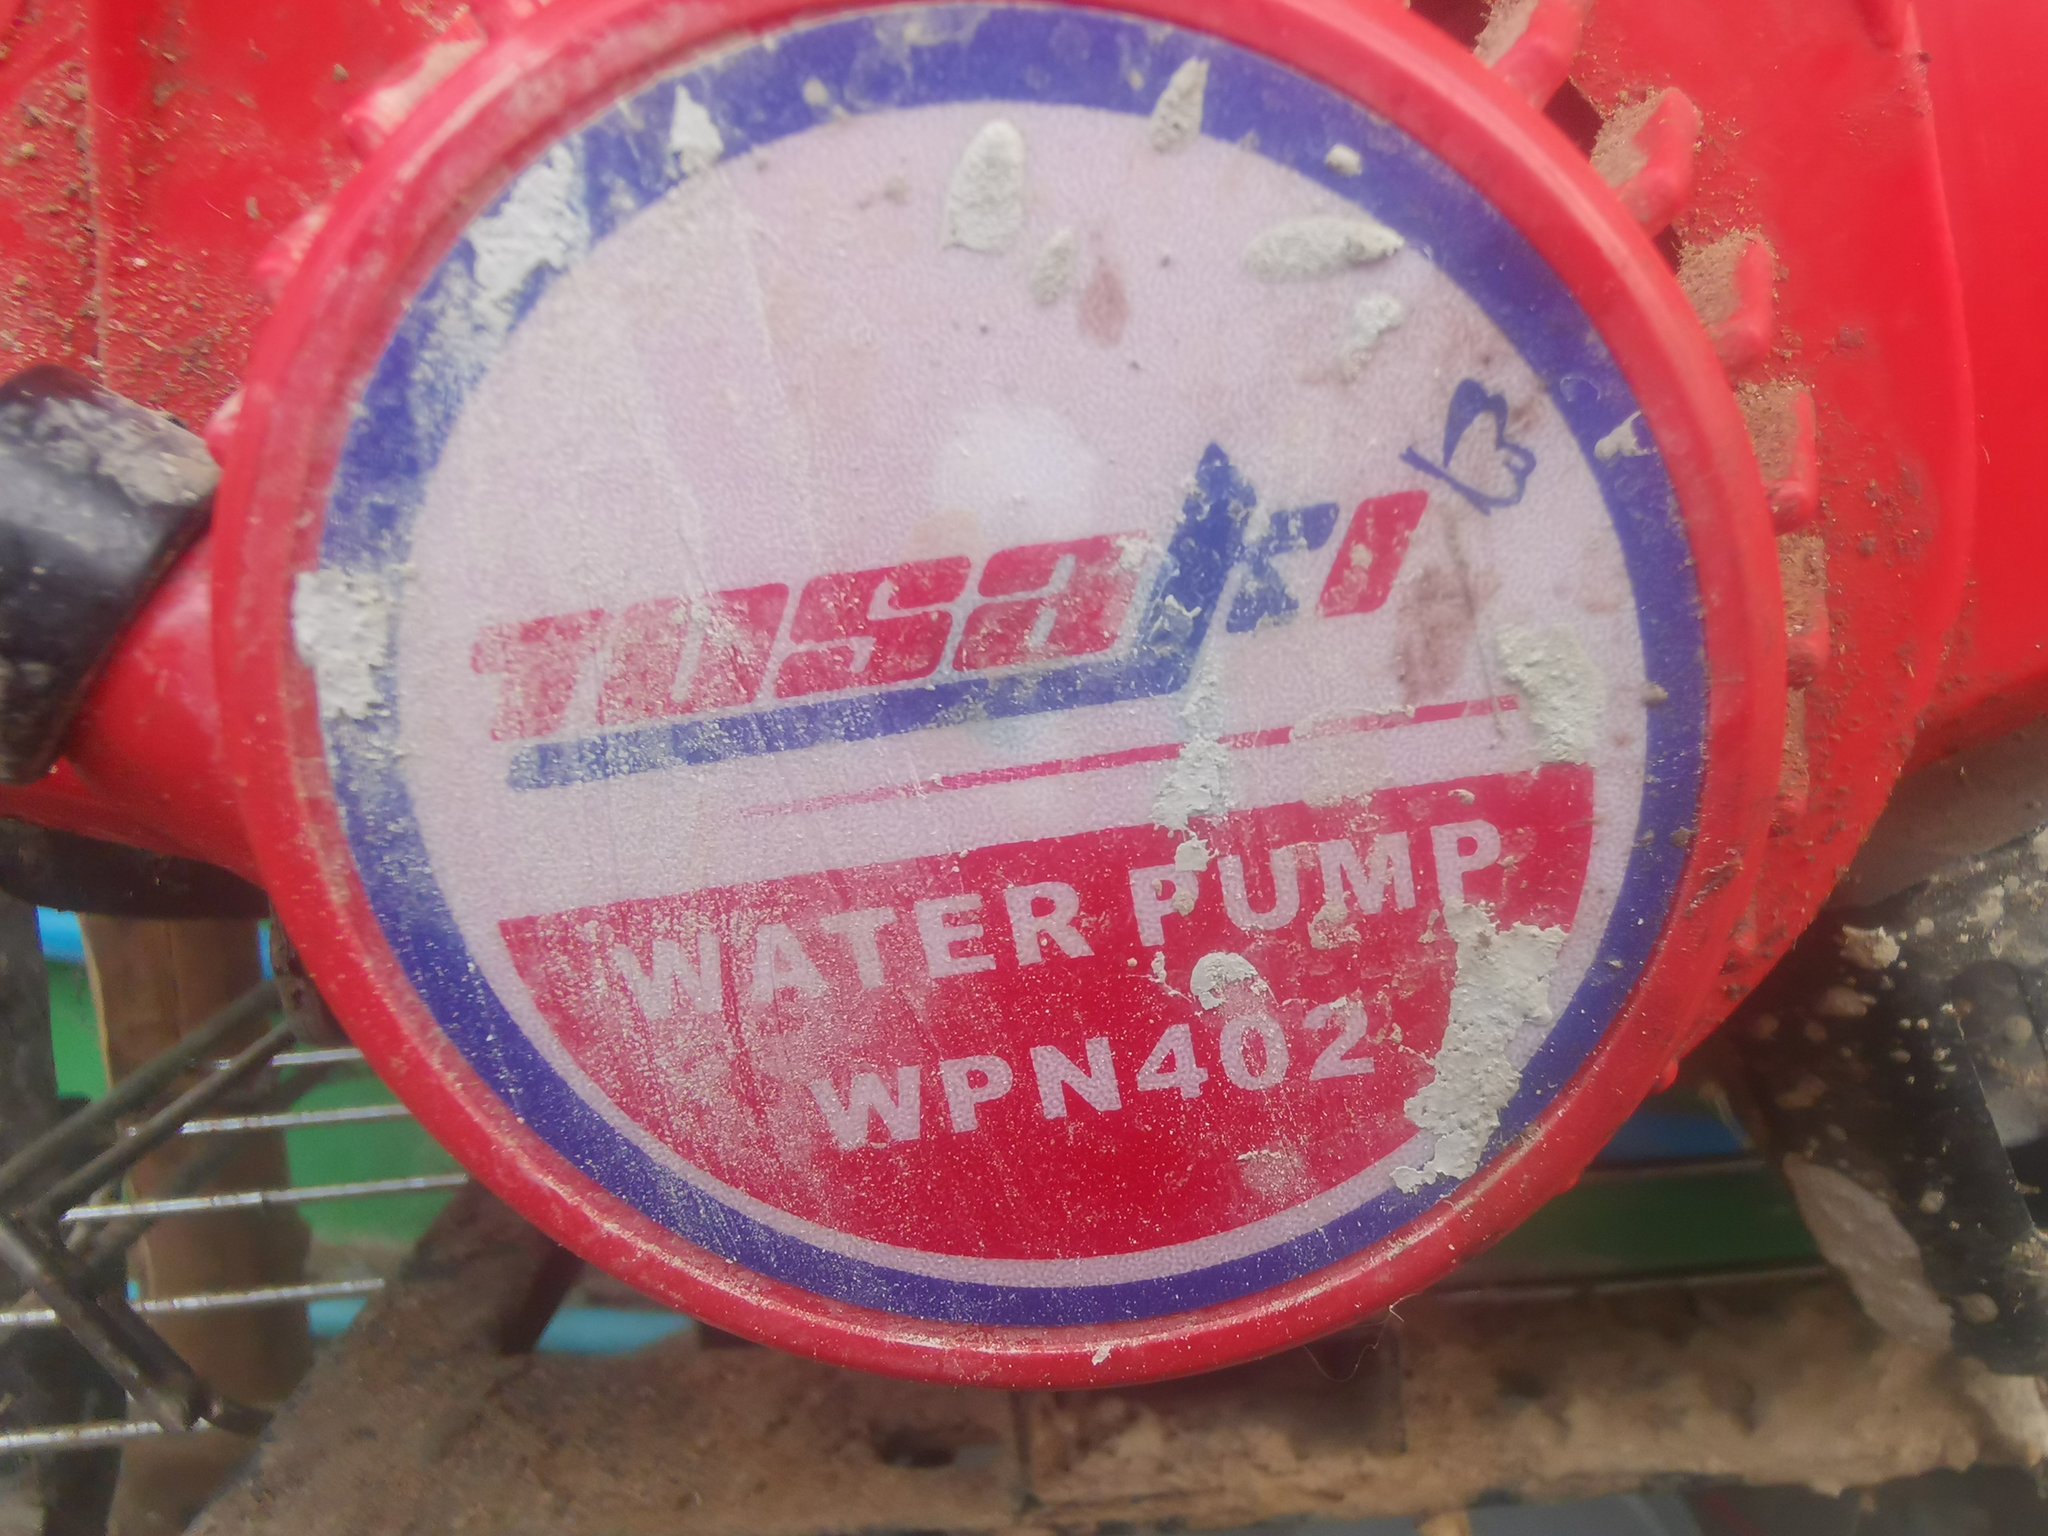 TOSAKI
WATER PUMP
WPN402